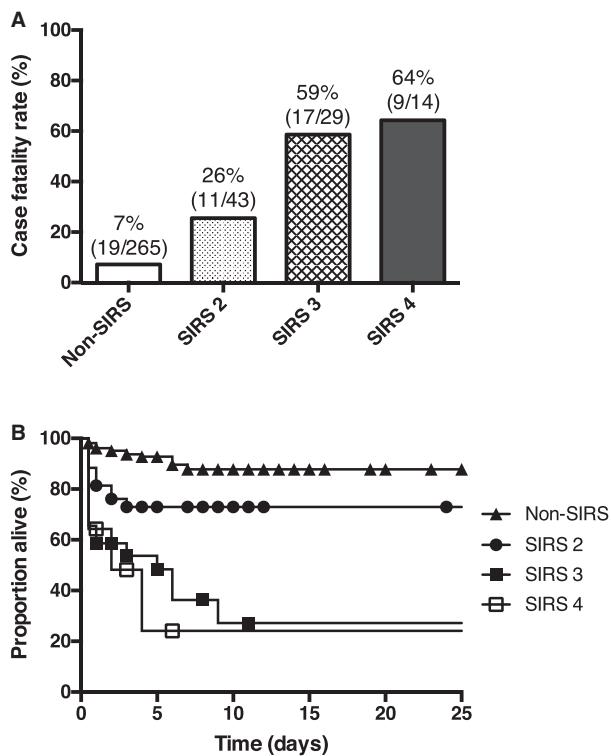 A
Case fatality rate (%)
100
80
60
40
20
0
7%
(19/265)
26%
(11/43)
59%
(17/29)
64%
(9/14)
Non-SIRS
SIRS 2
SIRS 3
SIRS 4
B
Proportion alive (%)
100
80
60
40
20
0
0
5
10
15
20
25
Time (days)
Non-SIRS
SIRS 2
SIRS 3
SIRS 4